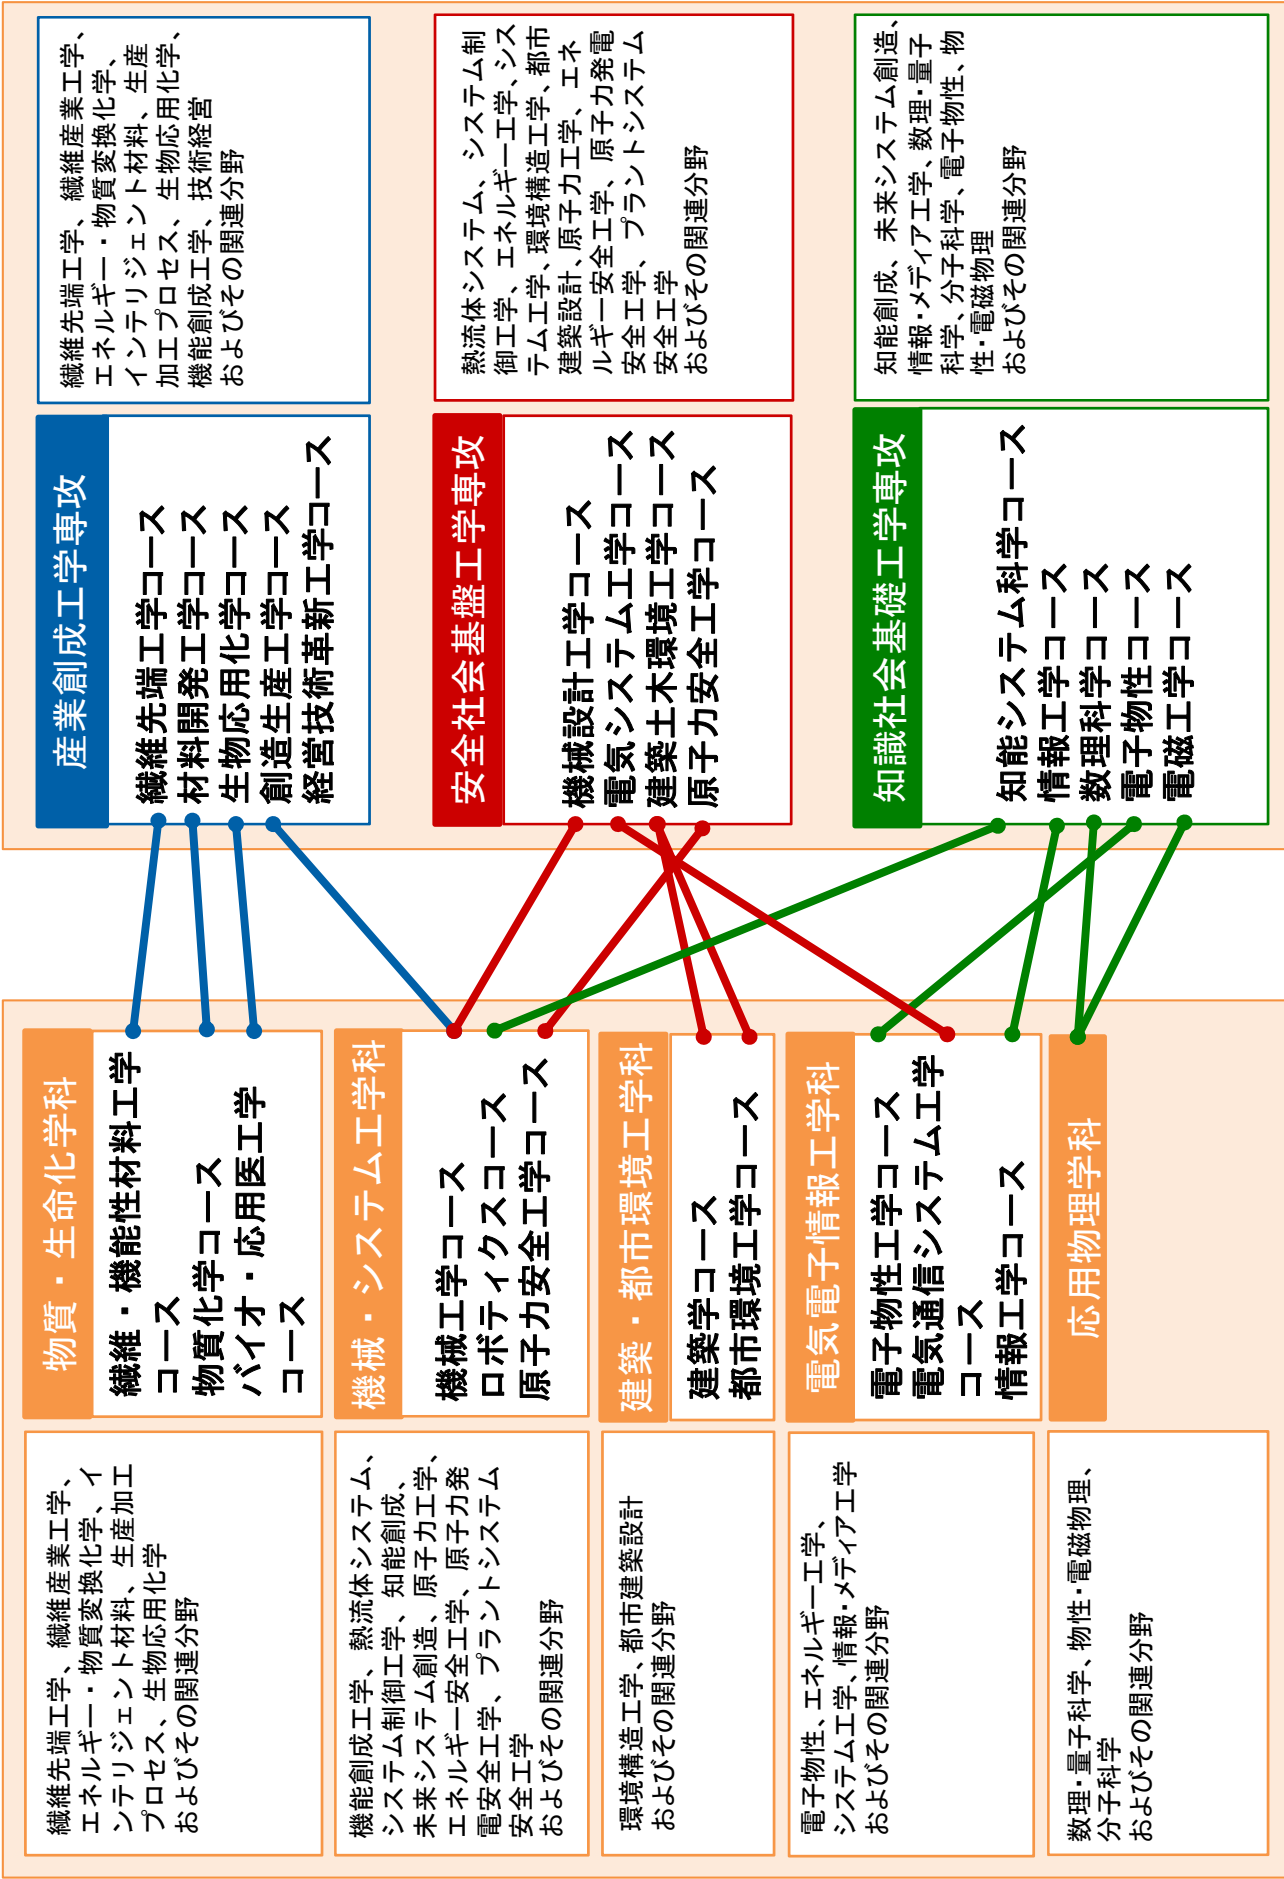 繊維先端工学、繊維産業工学、
エネルギー・物質変換化学、イ
ンテリジェント材料、生産加工
プロセス、生物応用化学
およびその関連分野
物質・生命化学科
繊維・機能性材料工学
コース
物質化学コース
バイオ・応用医工学
コース
機能創成工学、熱流体システム、
システム制御工学、知能創成、
未来システム創造、原子力工学、
エネルギー安全工学、原子力発
電安全工学、プラントシステム
安全工学
およびその関連分野
機械・システム工学科
機械工学コース
ロボティクスコース
原子力安全工学コース
環境構造工学、都市建築設計
およびその関連分野
建築・都市環境工学科
建築学コース
都市環境工学コース
電子物性、エネルギー工学、
システム工学、情報・メディア工学
およびその関連分野
電気電子情報工学科
電子物性工学コース
電気通信システム工学
コース
情報工学コース
数理・量子科学、物性・電磁物理、
分子科学
およびその関連分野
応用物理学科
産業創成工学専攻
繊維先端工学コース
材料開発工学コース
生物応用化学コース
創造生産工学コース
経営技術革新工学コース
繊維先端工学、繊維産業工学、
エネルギー・物質変換化学、
インテリジェント材料、生産
加工プロセス、生物応用化学、
機能創成工学、技術経営
およびその関連分野
安全社会基盤工学専攻
機械設計工学コース
電気システム工学コース
建築土木環境工学コース
原子力安全工学コース
熱流体システム、システム制
御工学、エネルギー工学、シス
テム工学、環境構造工学、都市
建築設計、原子力工学、エネ
ルギー安全工学、原子力発電
安全工学、プラントシステム
安全工学
およびその関連分野
知識社会基礎工学専攻
知能システム科学コース
情報工学コース
数理科学コース
電子物性コース
電磁工学コース
知能創成、未来システム創造、
情報・メディア工学、数理・量子
科学、分子科学、電子物性、物
性・電磁物理
およびその関連分野